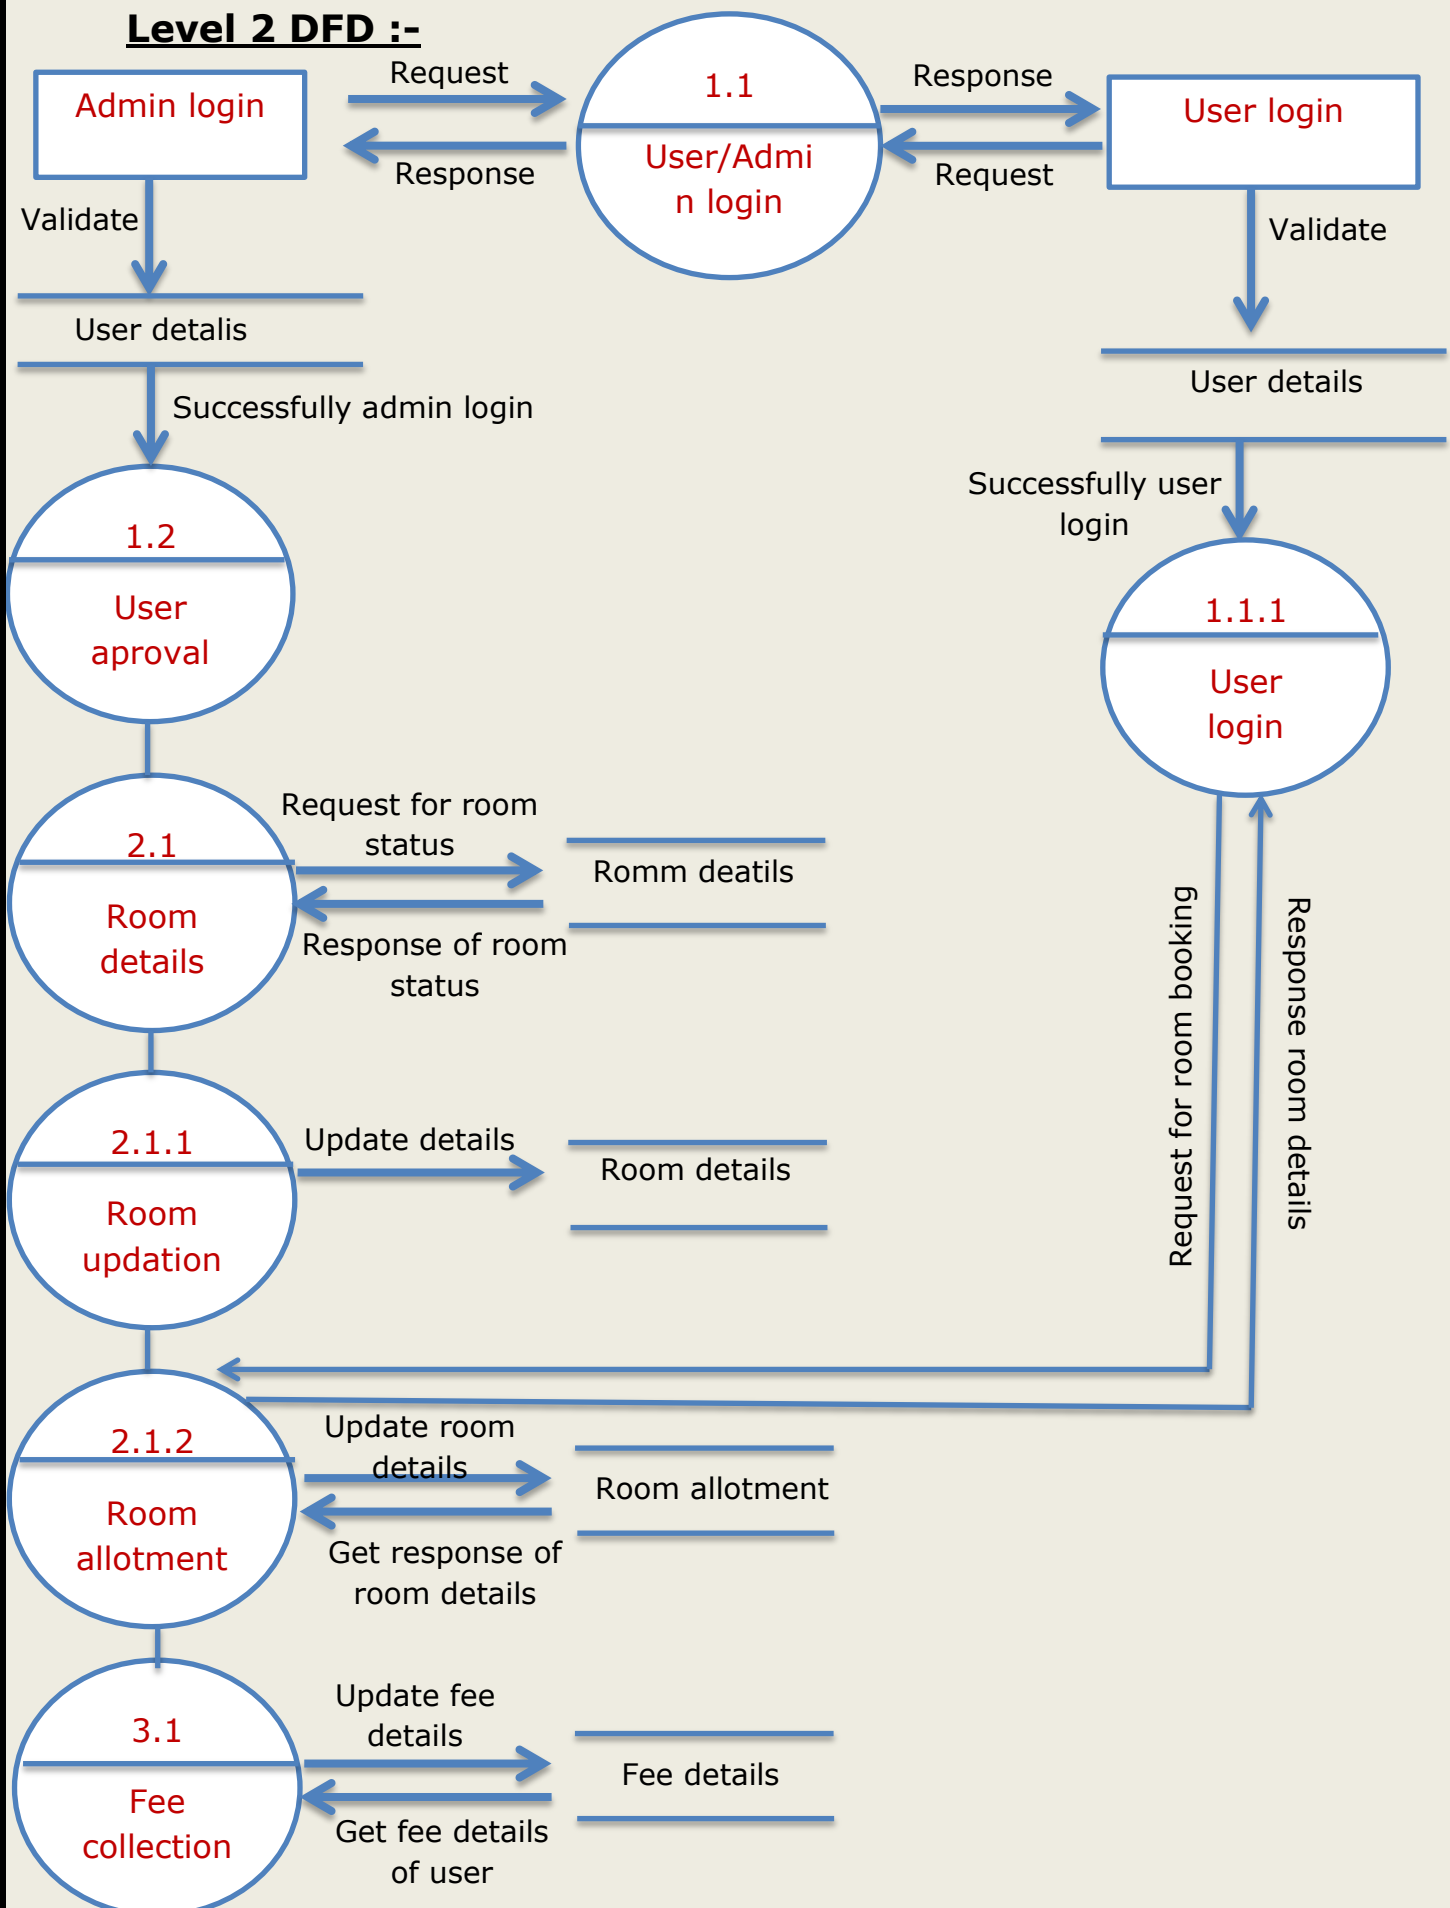 Level 2 DFD :-
Request
1.1
Response
Admin login
User login
User/Admi
n login
Response
Request
Validate
Validate
User detalis
User details
Successfully admin login
Successfully user
login
1.2
User
aproval
1.1.1
User
login
Request for room
status
2.1
Romm deatils
Room
details
Response of room
status
Request for room booking
Response room details
2.1.1
Update details
Room details
Room
updation
Update room
details
2.1.2
Room allotment
Room
allotment
Get response of
room details
Update fee
details
3.1
Fee details
Fee
collection
Get fee details
of user